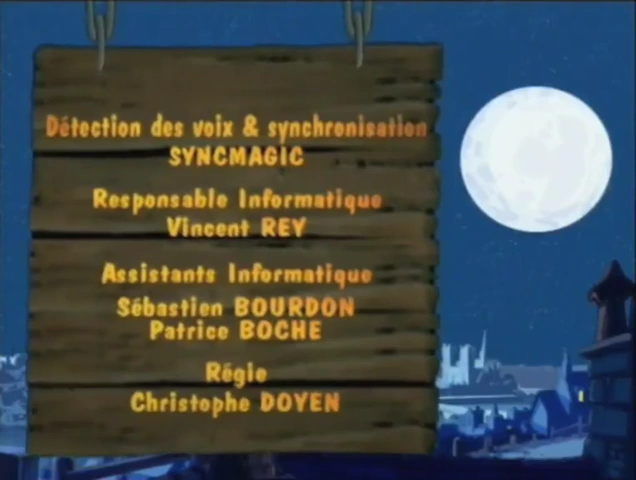 Détection des voix & synchronisation
SYNCMAGIC
Responsable Informatique
Vincent REY
Assistants Informatique
Sébastien BOURDON
Patrice BOCHE
Régie
Christophe DOYEN